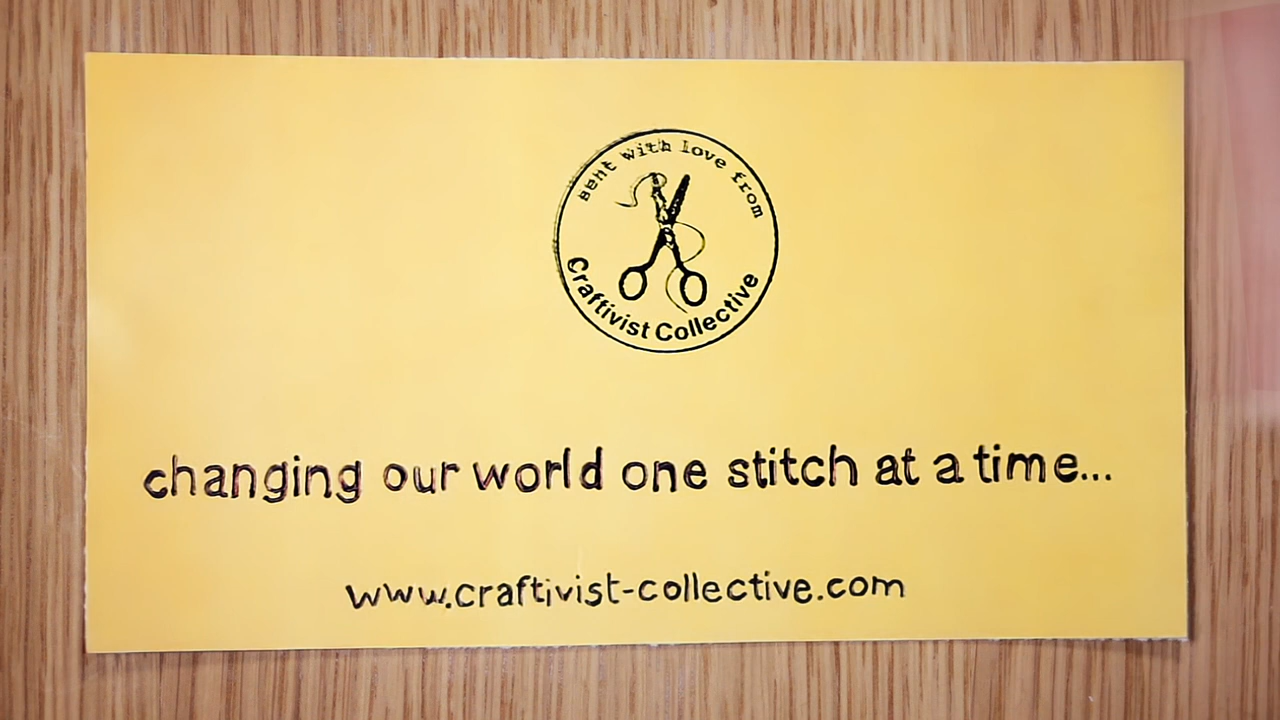 sent with love from
Craftivist Collective
changing our world one stitch at a time...
www.craftivist-collective.com